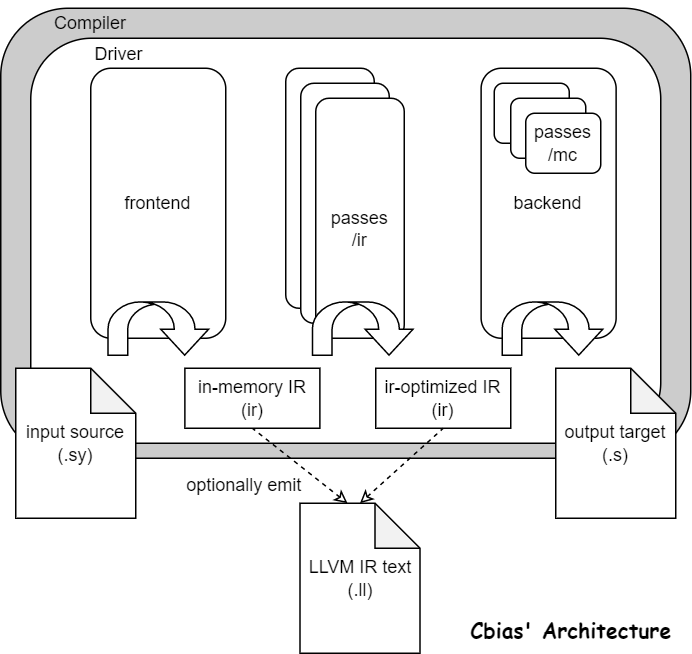 Compiler
Driver
frontend
passes
/ir
passes
/mc
backend
input source
(.sy)
in-memory IR
(ir)
ir-optimized IR
(ir)
output target
(.s)
optionally emit
LLVM IR text
(.ll)
Cbias' Architecture